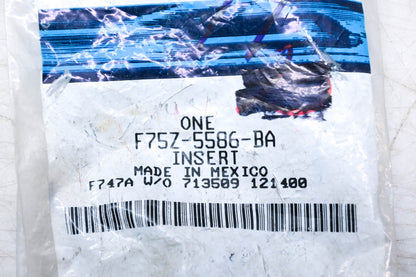 ONE
F75Z-5586-BA
INSERT
MADE IN MEXICO
F747A W/O 713509 121400